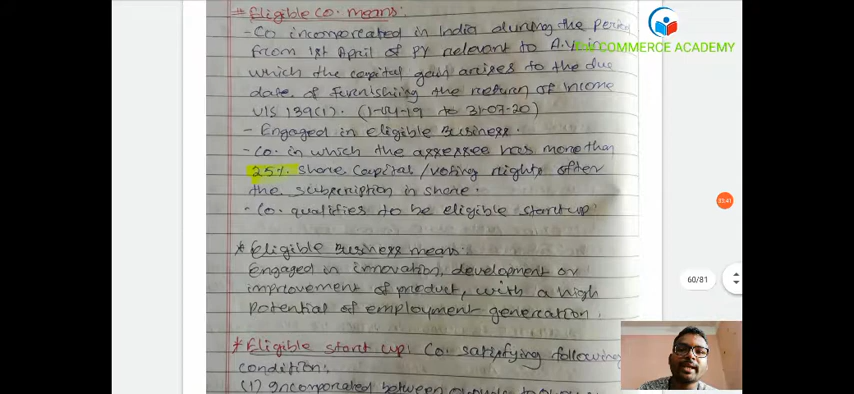 ⇒ Eligible Co. means:
- Co incorporated in India during the period
from 1st April of PY relevant to A.Y in
which the capital gain arises to the due
date of furnishing the return of Income
U/S 139(1). (1-04-19 to 31-07-20)
- Engaged in eligible Business.
- Co. in which the assessee has more than
25% share capital/voting rights after
the subscription in share.
- Co. qualifies to be eligible start up
* Eligible Business means:
Engaged in innovation, development or
improvement of product, with a high
potential of employment generation.
* Eligible start up: Co. satisfying following
condition:
(1) Incorporated between
COMMERCE ACADEMY
33:41
60/81